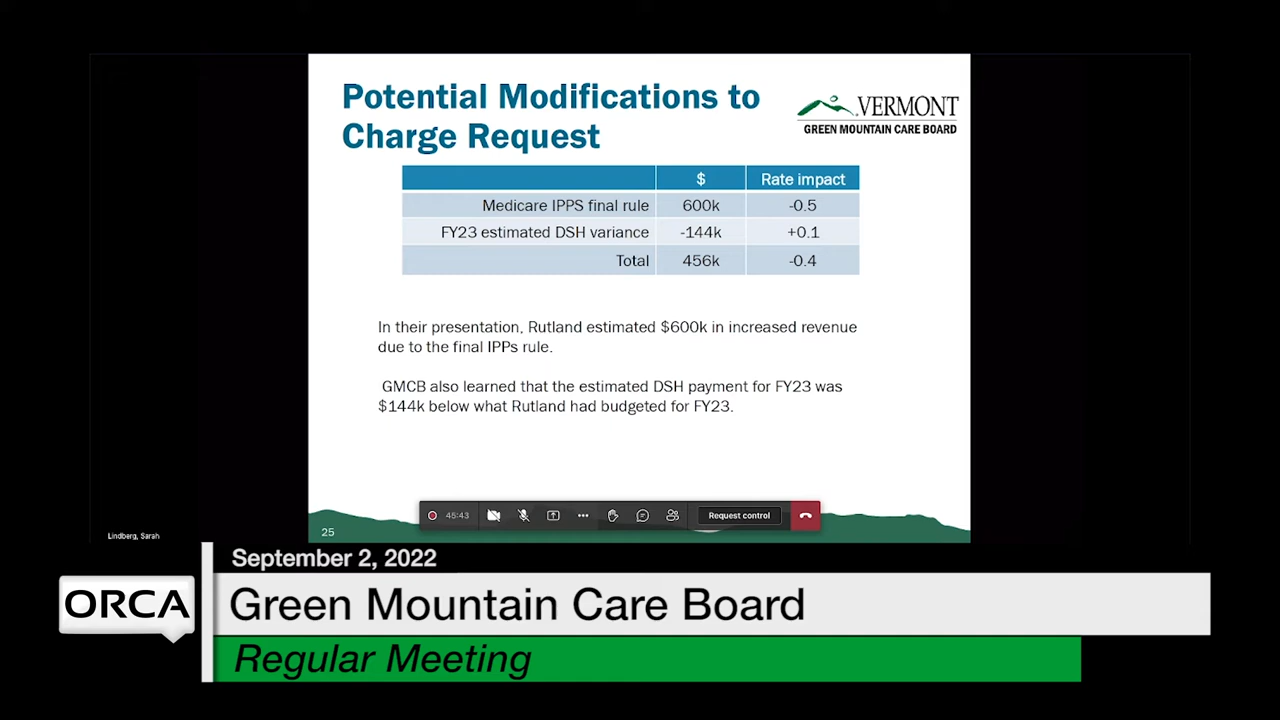 Potential Modifications to
Charge Request
VERMONT
GREEN MOUNTAIN CARE BOARD
$ Rate impact
Medicare IPPS final rule 600k -0.5
FY23 estimated DSH variance -144k +0.1
Total 456k -0.4
In their presentation, Rutland estimated $600k in increased revenue
due to the final IPPs rule.
GMCB also learned that the estimated DSH payment for FY23 was
$144k below what Rutland had budgeted for FY23.
45:43 Request control
25
Lindberg, Sarah
September 2, 2022
ORCA
Green Mountain Care Board
Regular Meeting